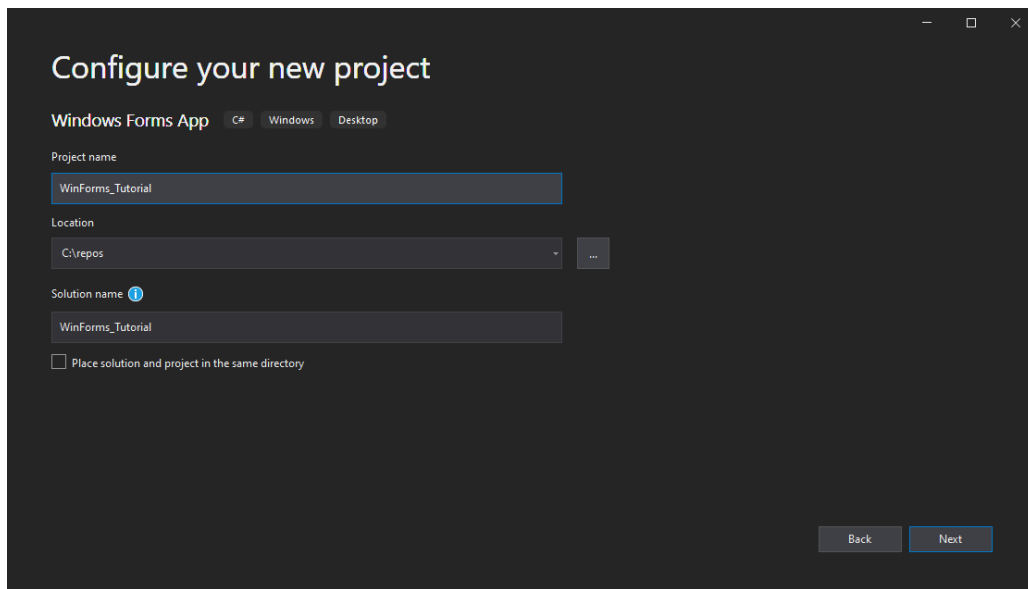 Configure your new project
Windows Forms App C# Windows Desktop
Project name
WinForms_Tutorial
Location
C:\repos
...
Solution name
WinForms_Tutorial
Place solution and project in the same directory
Back Next